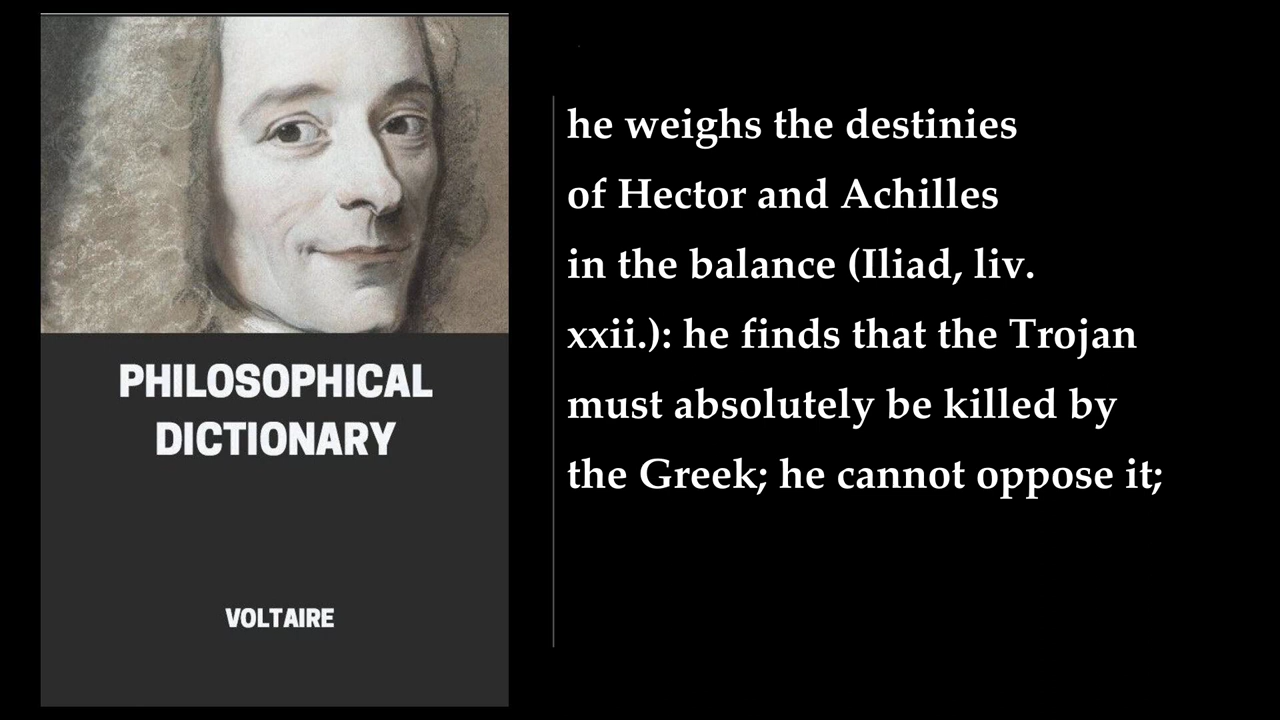 PHILOSOPHICAL
DICTIONARY
VOLTAIRE
he weighs the destinies
of Hector and Achilles
in the balance (Iliad, liv.
xxii.): he finds that the Trojan
must absolutely be killed by
the Greek; he cannot oppose it;